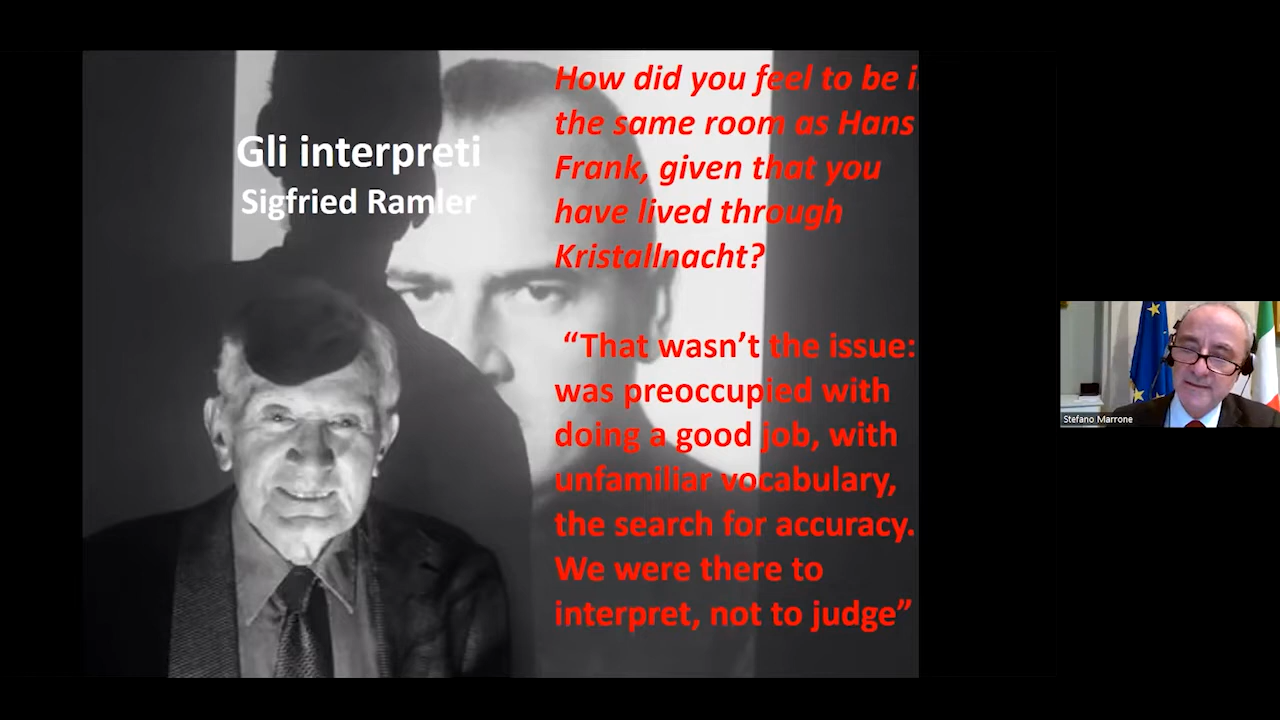 Gli interpreti
Sigfried Ramler
How did you feel to be i
the same room as Hans
Frank, given that you
have lived through
Kristallnacht?
“That wasn’t the issue:
was preoccupied with
doing a good job, with
unfamiliar vocabulary,
the search for accuracy.
We were there to
interpret, not to judge”
Stefano Marrone